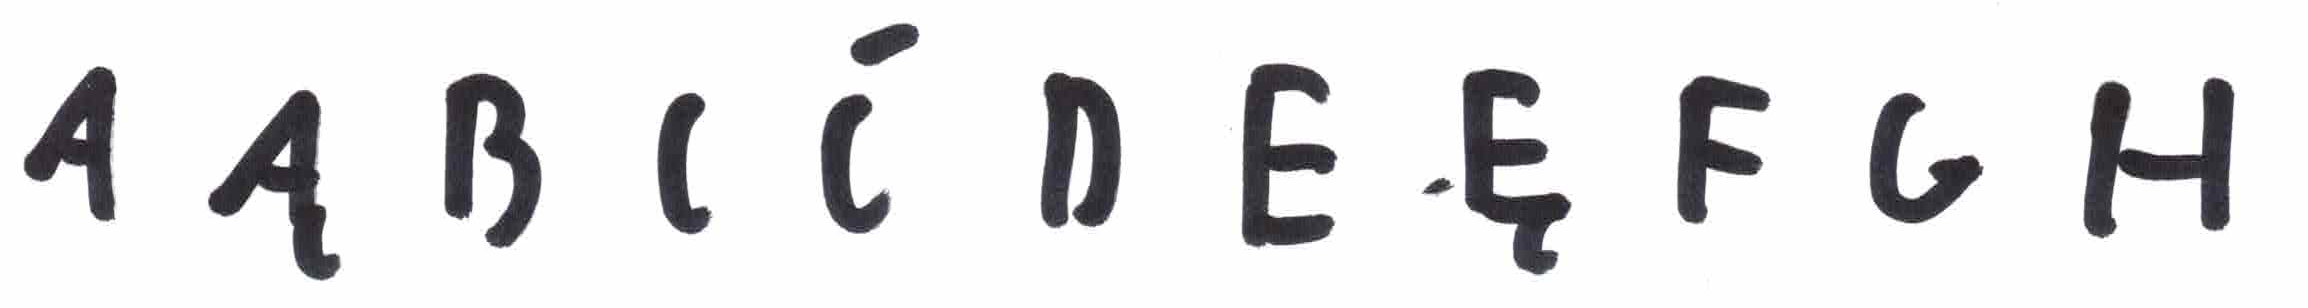 A Ą B C Ć D E Ę F G H